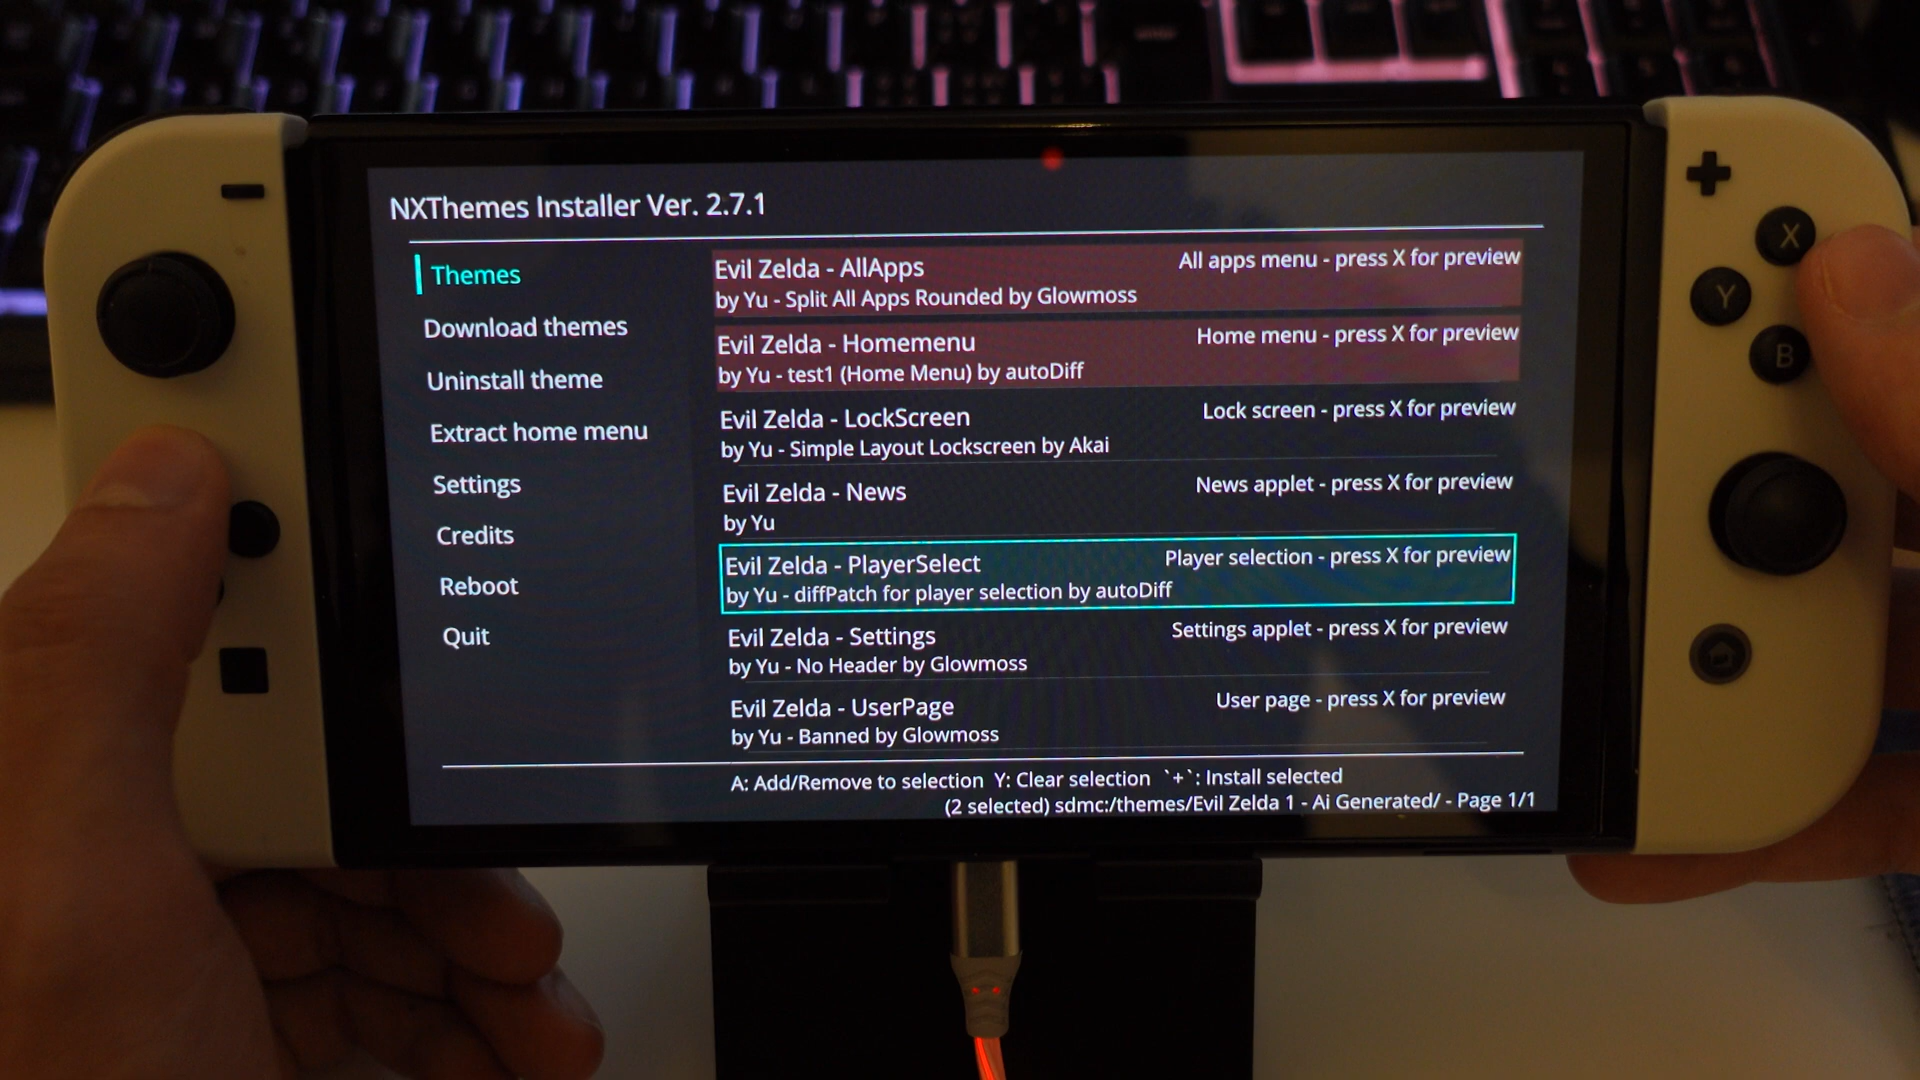 NXThemes Installer Ver. 2.7.1
Themes
Download themes
Uninstall theme
Extract home menu
Settings
Credits
Reboot
Quit
Evil Zelda - AllApps
All apps menu - press X for preview
by Yu - Split All Apps Rounded by Glowmoss
Evil Zelda - Homemenu
Home menu - press X for preview
by Yu - test1 (Home Menu) by autoDiff
Evil Zelda - LockScreen
Lock screen - press X for preview
by Yu - Simple Layout Lockscreen by Akai
Evil Zelda - News
News applet - press X for preview
by Yu
Evil Zelda - PlayerSelect
Player selection - press X for preview
by Yu - diffPatch for player selection by autoDiff
Evil Zelda - Settings
Settings applet - press X for preview
by Yu - No Header by Glowmoss
Evil Zelda - UserPage
User page - press X for preview
by Yu - Banned by Glowmoss
A: Add/Remove to selection Y: Clear selection `+`: Install selected
(2 selected) sdmc:/themes/Evil Zelda 1 - Ai Generated/ - Page 1/1
X
Y
B